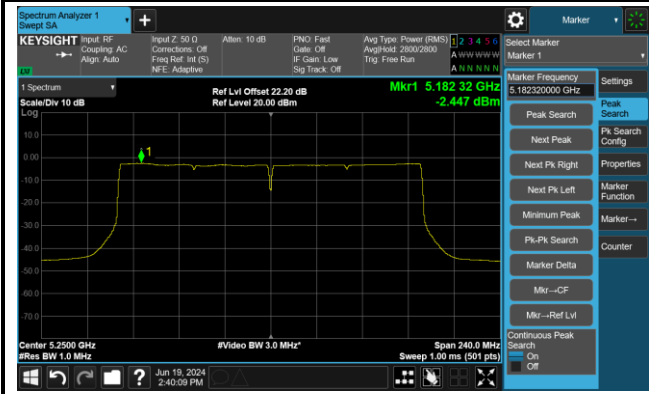 Spectrum Analyzer 1
Swept SA
+
Marker
KEYSIGHT
Input: RF
Coupling: AC
Align: Auto
Input Z: 50 Ω
Corrections: Off
Freq Ref: Int (S)
NFE: Adaptive
Atten: 10 dB
PNO: Fast
Gate: Off
IF Gain: Low
Sig Track: Off
Avg Type: Power (RMS)
Avg|Hold: 2800/2800
Trig: Free Run
1 2 3 4 5 6
A W W W W W
A N N N N N
LXI
Select Marker
Marker 1
1 Spectrum
Scale/Div 10 dB
Log
Ref Lvl Offset 22.20 dB
Ref Level 20.00 dBm
Mkr1 5.182 32 GHz
-2.447 dBm
10.0
0.00
-10.0
-20.0
-30.0
-40.0
-50.0
-60.0
-70.0
1
Center 5.2500 GHz
#Res BW 1.0 MHz
#Video BW 3.0 MHz*
Span 240.0 MHz
Sweep 1.00 ms (501 pts)
Marker Frequency
5.182320000 GHz
Peak Search
Next Peak
Next Pk Right
Next Pk Left
Minimum Peak
Pk-Pk Search
Marker Delta
Mkr→CF
Mkr→Ref Lvl
Continuous Peak
Search
On
Off
Settings
Peak
Search
Pk Search
Config
Properties
Marker
Function
Marker→
Counter
?
Jun 19, 2024
2:40:09 PM